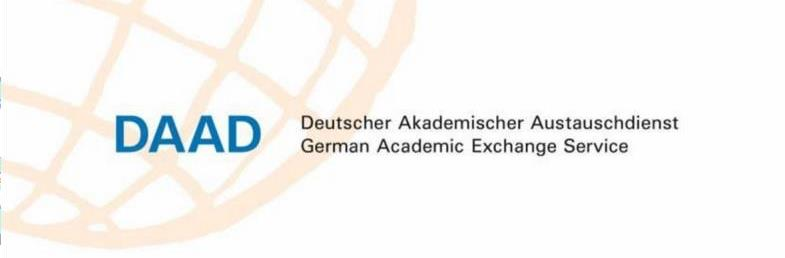 DAAD
Deutscher Akademischer Austauschdienst
German Academic Exchange Service